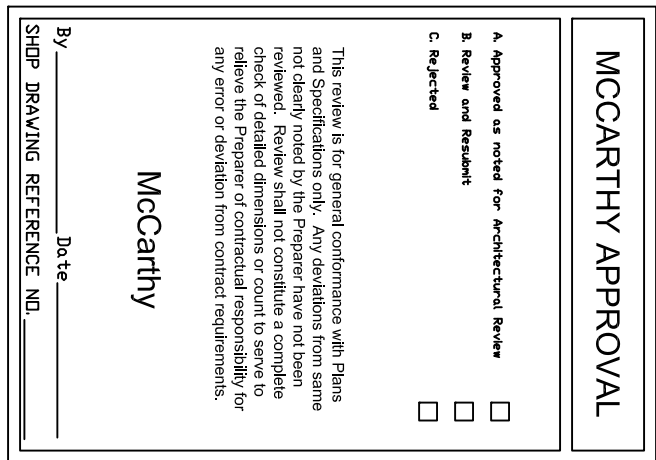 MCCARTHY APPROVAL
A. Approved as noted for Architectural Review
B. Review and Resubmit
C. Rejected
This review is for general conformance with Plans
and Specifications only. Any deviations from same
not clearly noted by the Preparer have not been
reviewed. Review shall not constitute a complete
check of detailed dimensions or count to serve to
relieve the Preparer of contractual responsibility for
any error or deviation from contract requirements.
McCarthy
By Date
SHOP DRAWING REFERENCE NO.